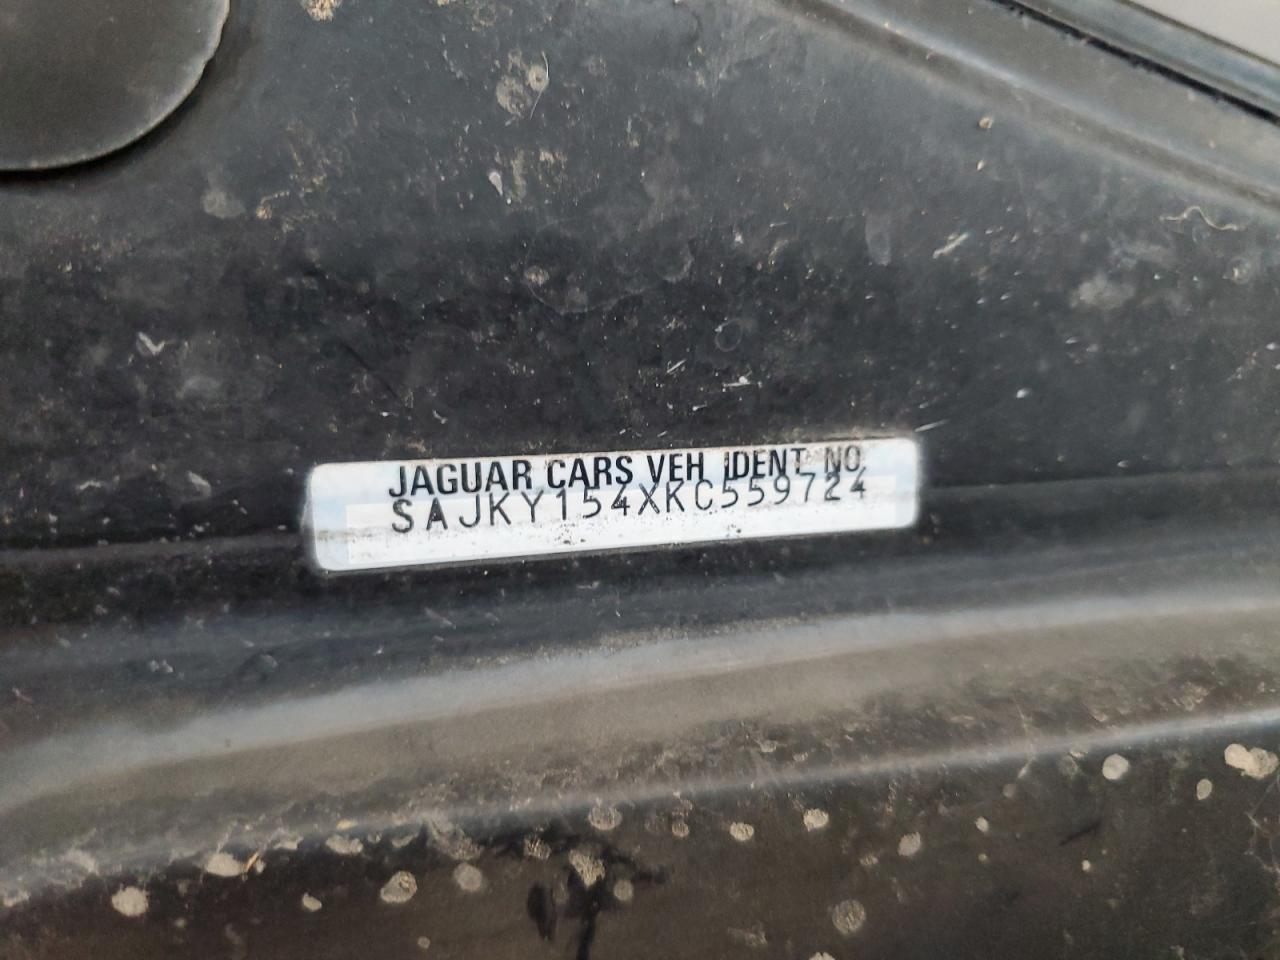 JAGUAR CARS VEH IDENT NO.
SAJKY154XKC559724